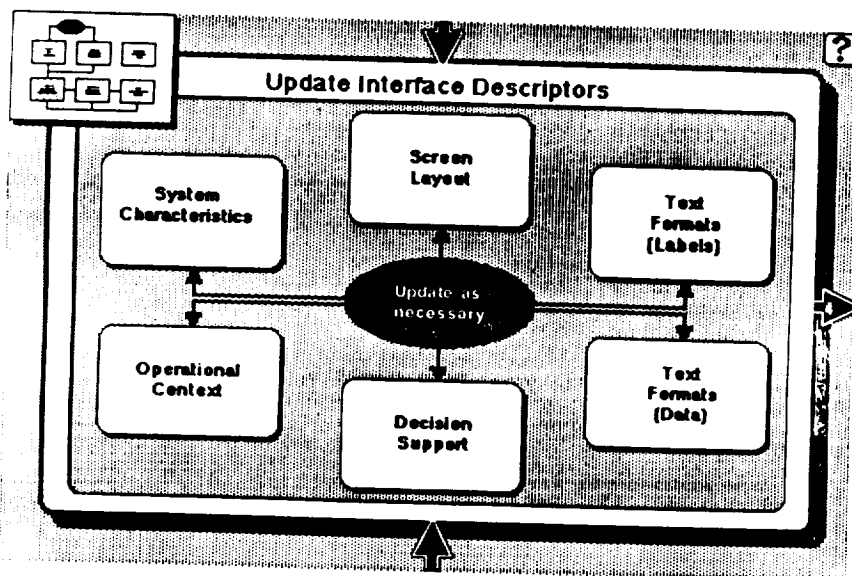 ?
Update Interface Descriptors
System
Characteristics
Screen
Layout
Text
Formats
(Labels)
Update as
necessary
Operational
Context
Decision
Support
Text
Formats
(Data)